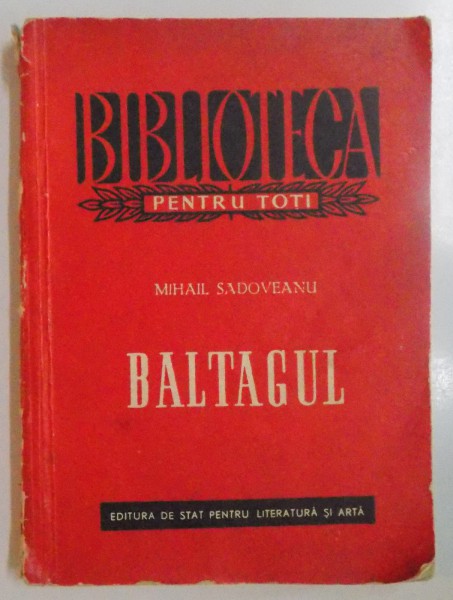 BIBLIOTECA
PENTRU TOTI
MIHAIL SADOVEANU
BALTAGUL
EDITURA DE STAT PENTRU LITERATURĂ ȘI ARTĂ